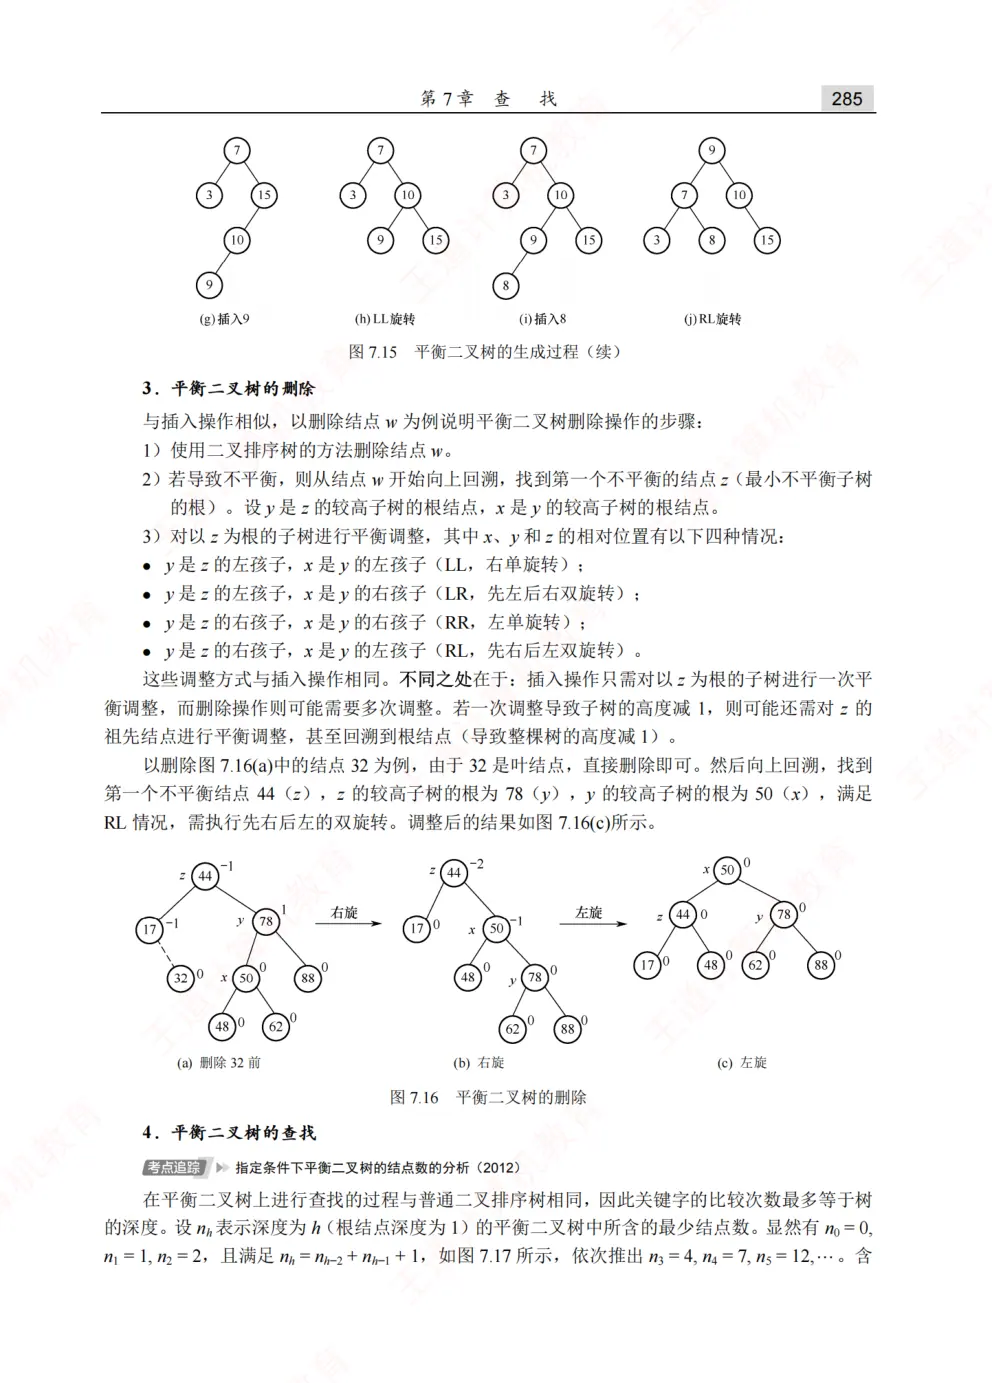 第 7 章 查 找
285
7 7 7 9
3 15 3 10 3 10 7 10
10 9 15 9 15 3 8 15
9 8
(g)插入9 (h)LL旋转 (i)插入8 (j)RL旋转
图 7.15 平衡二叉树的生成过程（续）
3．平衡二叉树的删除
与插入操作相似，以删除结点 w 为例说明平衡二叉树删除操作的步骤：
1）使用二叉排序树的方法删除结点 w。
2）若导致不平衡，则从结点 w 开始向上回溯，找到第一个不平衡的结点 z（最小不平衡子树
的根）。设 y 是 z 的较高子树的根结点，x 是 y 的较高子树的根结点。
3）对以 z 为根的子树进行平衡调整，其中 x、y 和 z 的相对位置有以下四种情况：
● y 是 z 的左孩子，x 是 y 的左孩子（LL，右单旋转）；
● y 是 z 的左孩子，x 是 y 的右孩子（LR，先左后右双旋转）；
● y 是 z 的右孩子，x 是 y 的右孩子（RR，左单旋转）；
● y 是 z 的右孩子，x 是 y 的左孩子（RL，先右后左双旋转）。
这些调整方式与插入操作相同。不同之处在于：插入操作只需对以 z 为根的子树进行一次平
衡调整，而删除操作则可能需要多次调整。若一次调整导致子树的高度减 1，则可能还需对 z 的
祖先结点进行平衡调整，甚至回溯到根结点（导致整棵树的高度减 1）。
以删除图 7.16(a)中的结点 32 为例，由于 32 是叶结点，直接删除即可。然后向上回溯，找到
第一个不平衡结点 44（z），z 的较高子树的根为 78（y），y 的较高子树的根为 50（x），满足
RL 情况，需执行先右后左的双旋转。调整后的结果如图 7.16(c)所示。
z 44 −1 z 44 −2 x 50 0
17 −1 y 78 1 右旋 17 0 x 50 −1 左旋 z 44 0 y 78 0
32 0 x 50 0 88 0 48 0 y 78 0 17 0 48 0 62 0 88 0
48 0 62 0 62 0 88 0
(a) 删除 32 前 (b) 右旋 (c) 左旋
图 7.16 平衡二叉树的删除
4．平衡二叉树的查找
考点追踪 指定条件下平衡二叉树的结点数的分析（2012）
在平衡二叉树上进行查找的过程与普通二叉排序树相同，因此关键字的比较次数最多等于树
的深度。设 nh 表示深度为 h（根结点深度为 1）的平衡二叉树中所含的最少结点数。显然有 n0 = 0,
n1 = 1, n2 = 2，且满足 nh = nh−2 + nh−1 + 1，如图 7.17 所示，依次推出 n3 = 4, n4 = 7, n5 = 12,⋯。含